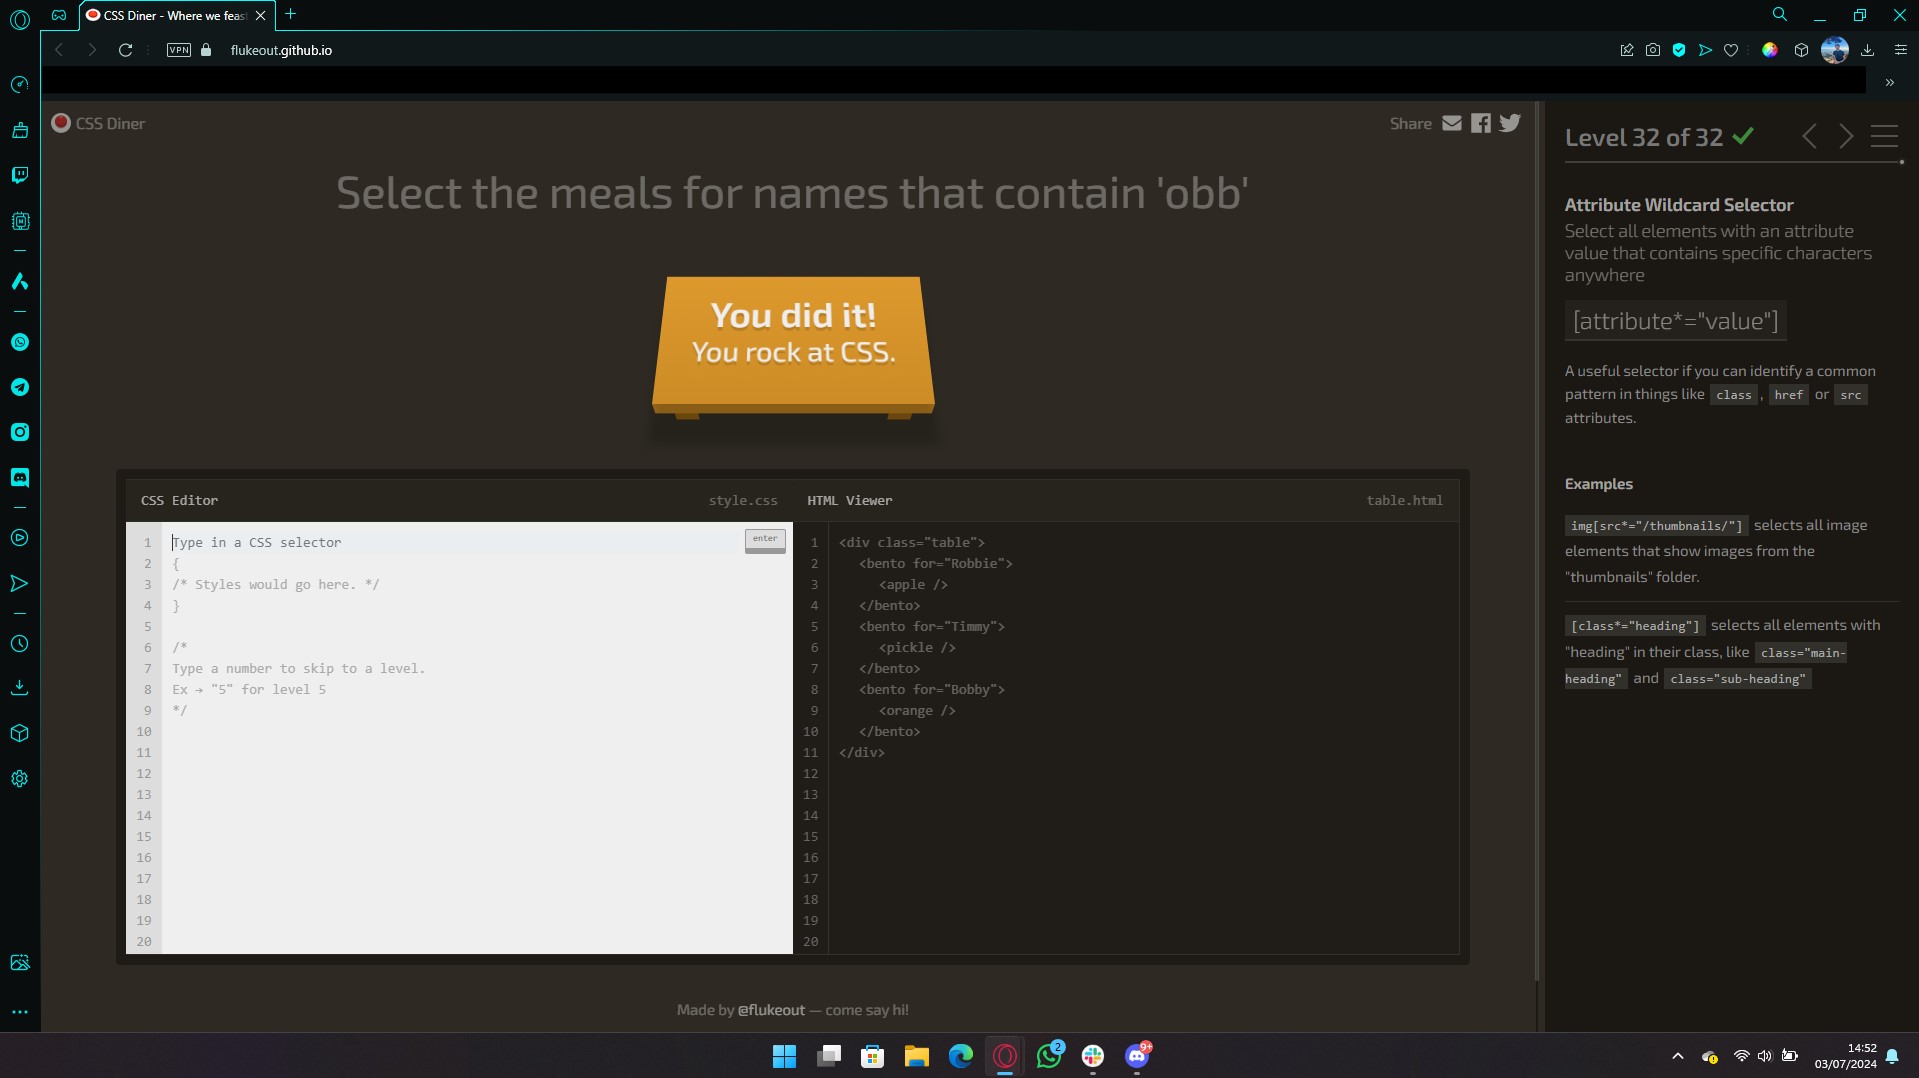 CSS Diner - Where we feas
VPN
flukeout.github.io
CSS Diner
Share
Select the meals for names that contain 'obb'
You did it!
You rock at CSS.
CSS Editor
style.css
1 Type in a CSS selector
enter
2 {
3 /* Styles would go here. */
4 }
5
6 /*
7 Type a number to skip to a level.
8 Ex → "5" for level 5
9 */
10
11
12
13
14
15
16
17
18
19
20
HTML Viewer
table.html
1 <div class="table">
2 <bento for="Robbie">
3 <apple />
4 </bento>
5 <bento for="Timmy">
6 <pickle />
7 </bento>
8 <bento for="Bobby">
9 <orange />
10 </bento>
11 </div>
12
13
14
15
16
17
18
19
20
Made by @flukeout — come say hi!
Level 32 of 32
Attribute Wildcard Selector
Select all elements with an attribute
value that contains specific characters
anywhere
[attribute*="value"]
A useful selector if you can identify a common
pattern in things like class , href or src
attributes.
Examples
img[src*="/thumbnails/"] selects all image
elements that show images from the
"thumbnails" folder.
[class*="heading"] selects all elements with
"heading" in their class, like class="main-
heading" and class="sub-heading"
2
9+
14:52
03/07/2024